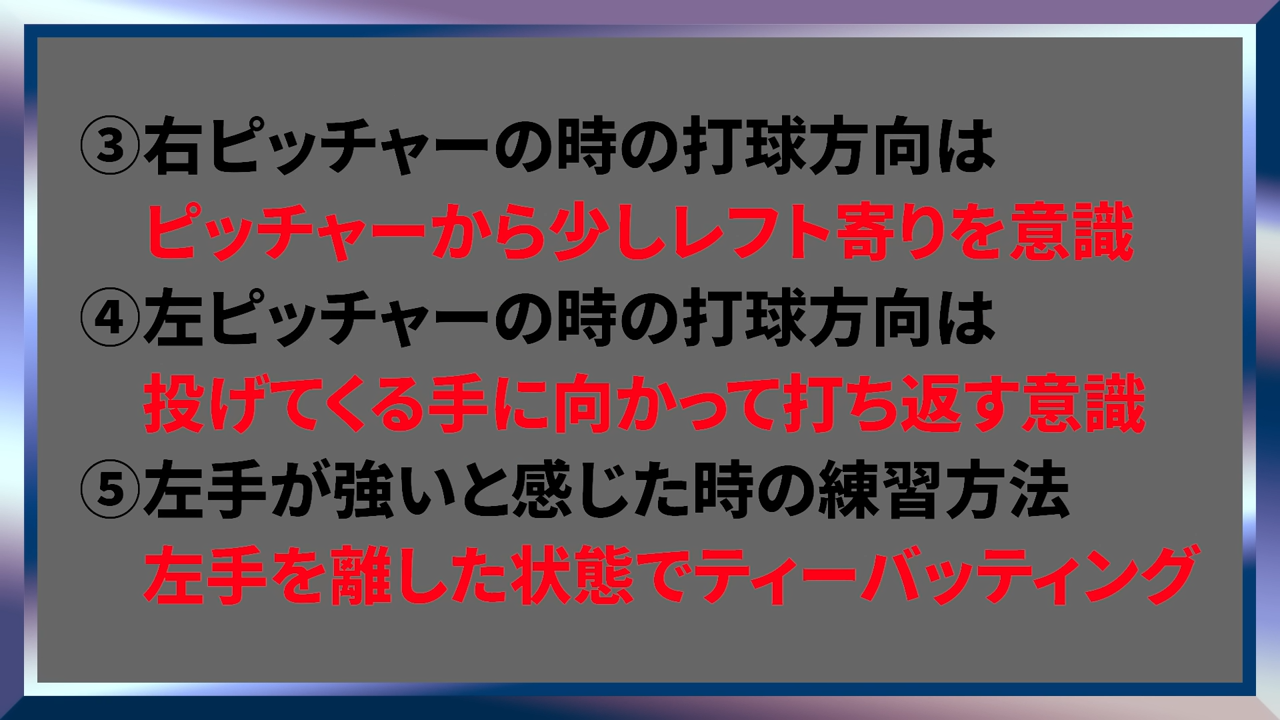 ③右ピッチャーの時の打球方向は
ピッチャーから少しレフト寄りを意識
④左ピッチャーの時の打球方向は
投げてくる手に向かって打ち返す意識
⑤左手が強いと感じた時の練習方法
左手を離した状態でティーバッティング